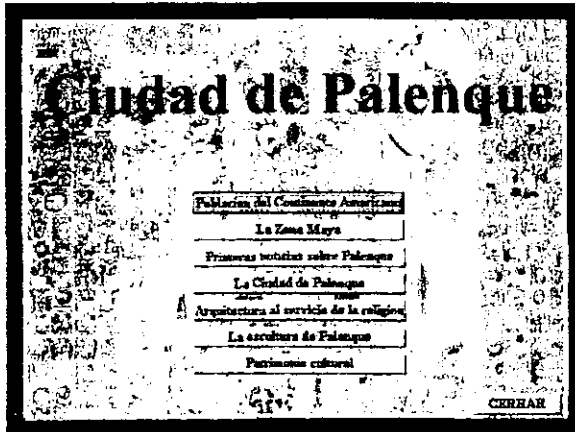 Ciudad de Palenque
Poblacion del Continente Americano
La Zona Maya
Primeras noticias sobre Palenque
La Ciudad de Palenque
Arquitectura al servicio de la religion
La escultura de Palenque
Patrimonio cultural
CERRAR